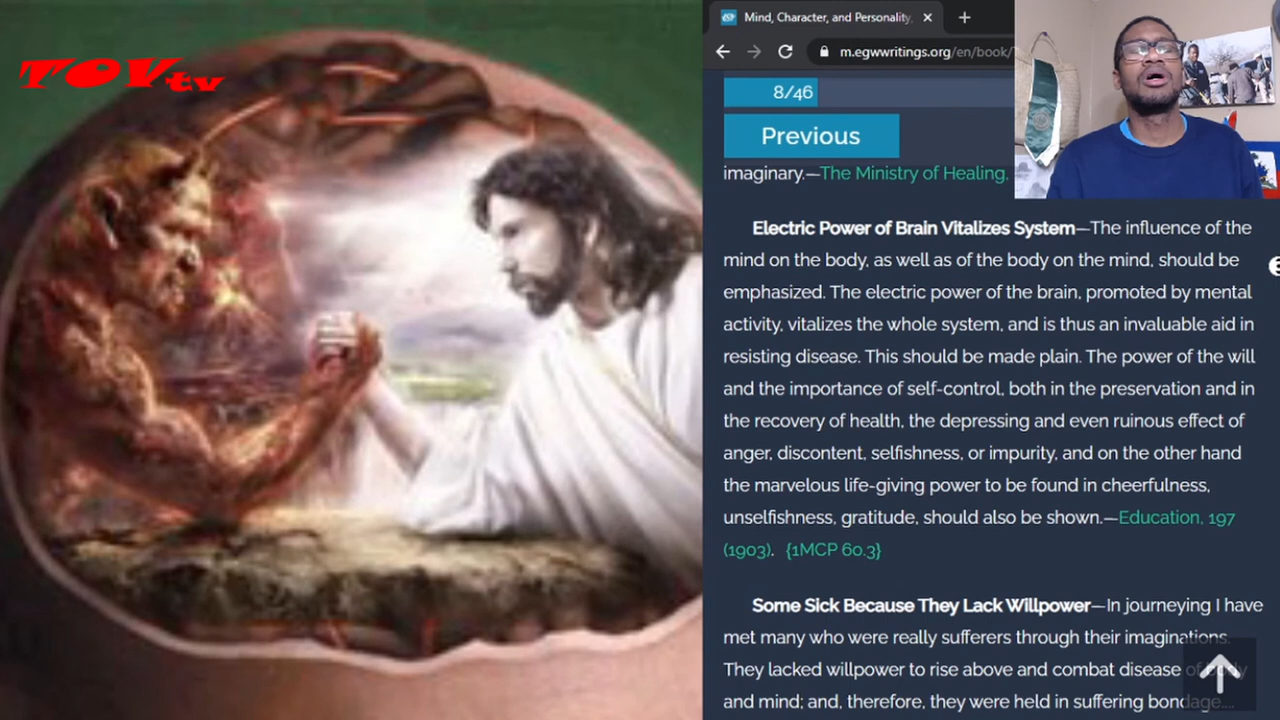 TOV tv
Mind, Character, and Personality,
m.egwwritings.org/en/book/
8/46
Previous
imaginary.—The Ministry of Healing,
Electric Power of Brain Vitalizes System—The influence of the
mind on the body, as well as of the body on the mind, should be
emphasized. The electric power of the brain, promoted by mental
activity, vitalizes the whole system, and is thus an invaluable aid in
resisting disease. This should be made plain. The power of the will
and the importance of self-control, both in the preservation and in
the recovery of health, the depressing and even ruinous effect of
anger, discontent, selfishness, or impurity, and on the other hand
the marvelous life-giving power to be found in cheerfulness,
unselfishness, gratitude, should also be shown.—Education, 197
(1903). {1MCP 60.3}
Some Sick Because They Lack Willpower—In journeying I have
met many who were really sufferers through their imaginations.
They lacked willpower to rise above and combat disease of body
and mind; and, therefore, they were held in suffering bondage....